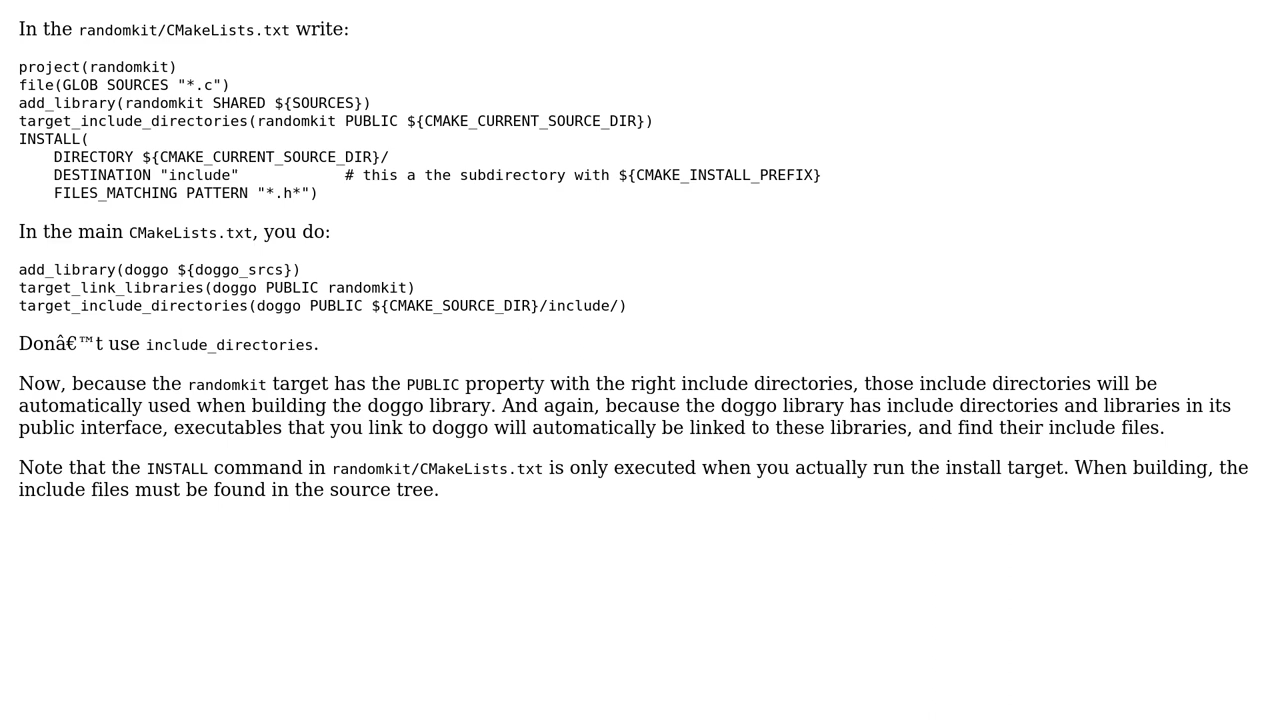 In the randomkit/CMakeLists.txt write:
project(randomkit)
file(GLOB SOURCES "*.c")
add_library(randomkit SHARED ${SOURCES})
target_include_directories(randomkit PUBLIC ${CMAKE_CURRENT_SOURCE_DIR})
INSTALL(
    DIRECTORY ${CMAKE_CURRENT_SOURCE_DIR}/
    DESTINATION "include"            # this a the subdirectory with ${CMAKE_INSTALL_PREFIX}
    FILES_MATCHING PATTERN "*.h*")
In the main CMakeLists.txt, you do:
add_library(doggo ${doggo_srcs})
target_link_libraries(doggo PUBLIC randomkit)
target_include_directories(doggo PUBLIC ${CMAKE_SOURCE_DIR}/include/)
Donâ€™t use include_directories.
Now, because the randomkit target has the PUBLIC property with the right include directories, those include directories will be
automatically used when building the doggo library. And again, because the doggo library has include directories and libraries in its
public interface, executables that you link to doggo will automatically be linked to these libraries, and find their include files.
Note that the INSTALL command in randomkit/CMakeLists.txt is only executed when you actually run the install target. When building, the
include files must be found in the source tree.